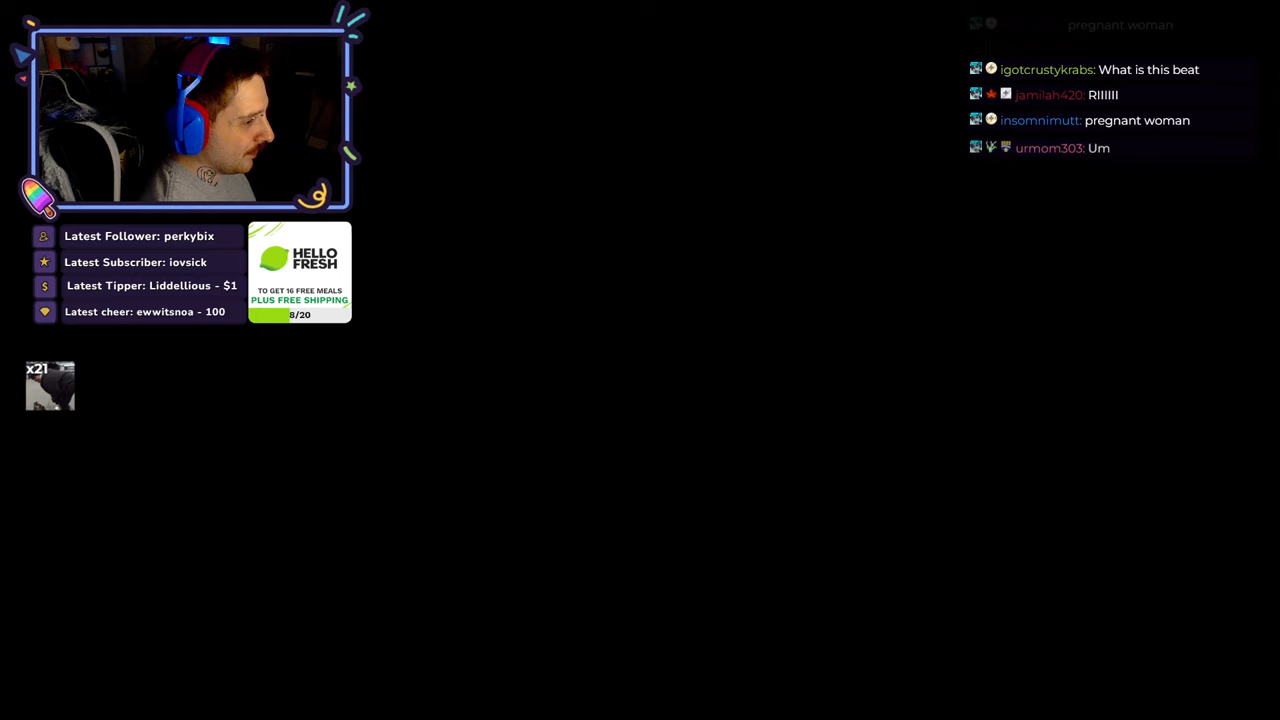 pregnant woman
igotcrustykrabs: What is this beat
jamilah420: RIIIIII
insomnimutt: pregnant woman
urmom303: Um
Latest Follower: perkybix
Latest Subscriber: iovsick
Latest Tipper: Liddellious - $1
Latest cheer: ewwitsnoa - 100
HELLO
FRESH
TO GET 16 FREE MEALS
PLUS FREE SHIPPING
8/20
x21